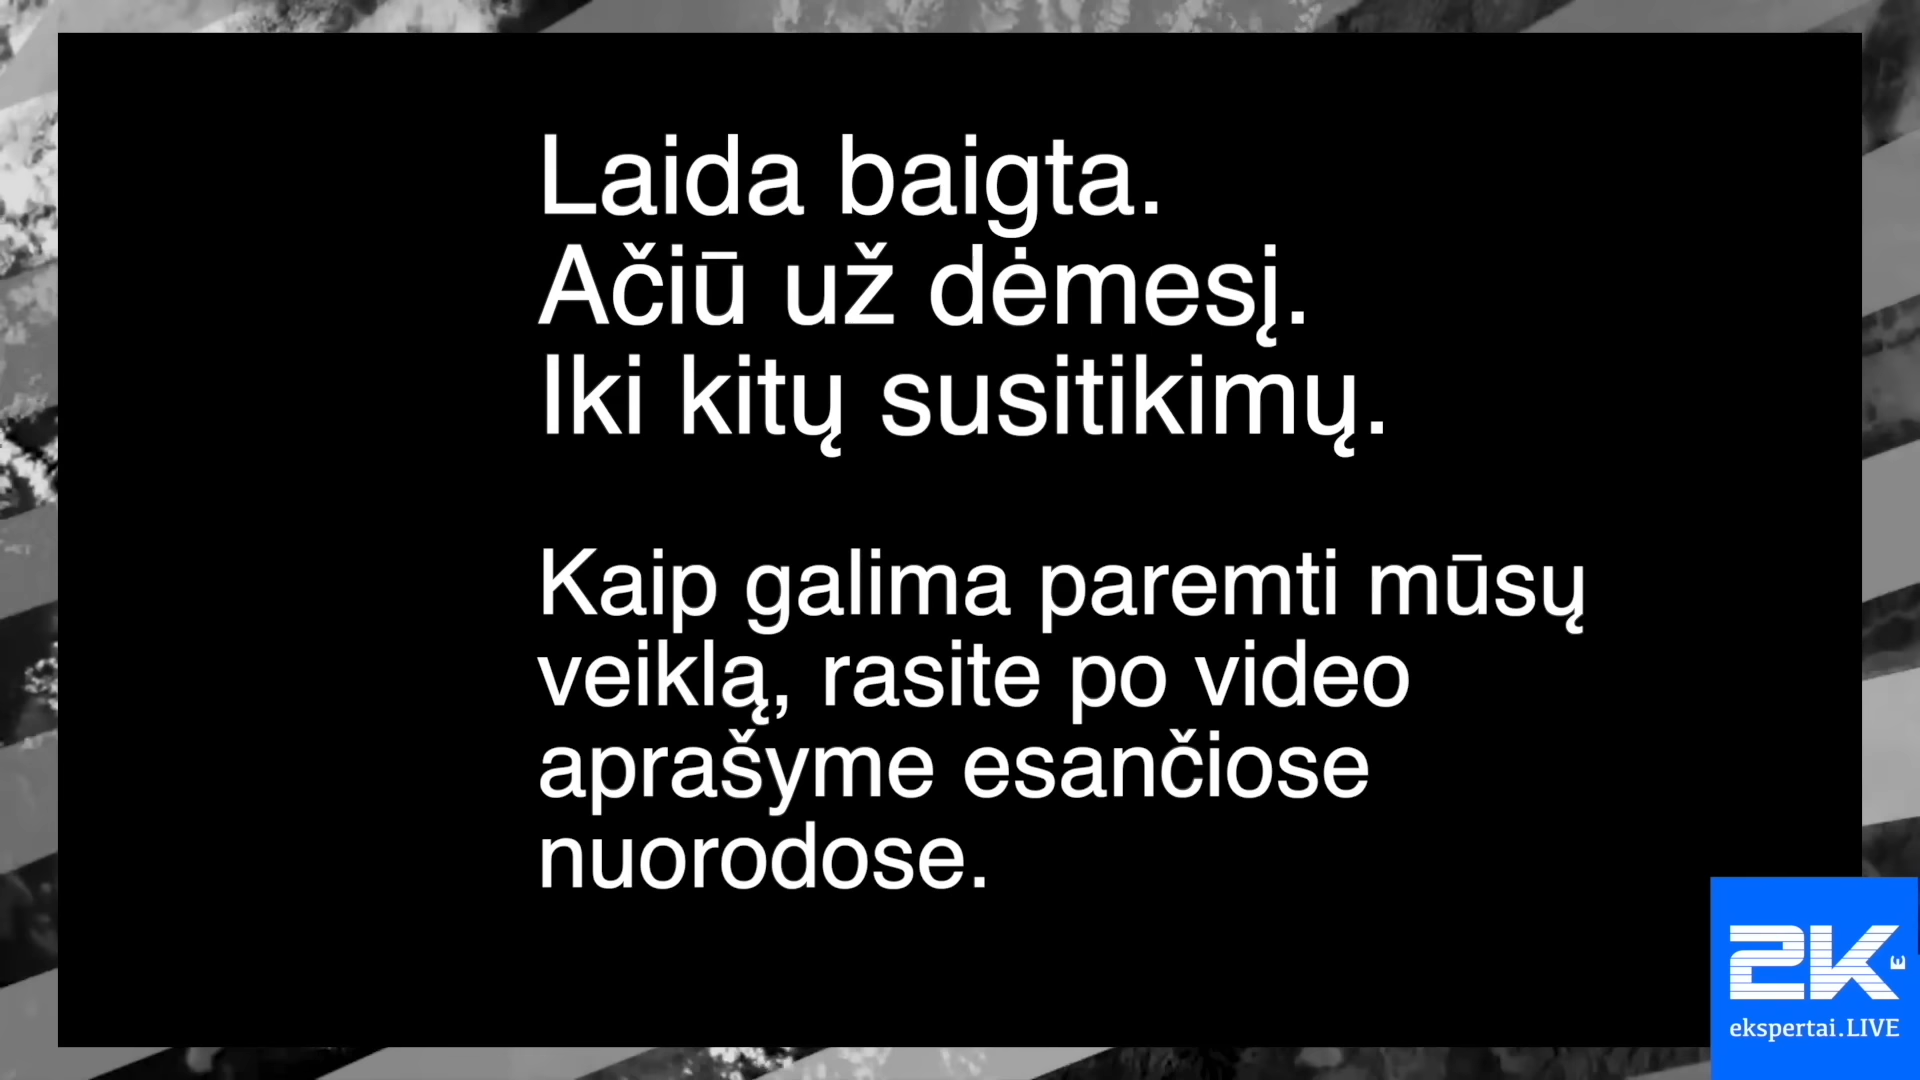 Laida baigta.
Ačiū už dėmesį.
Iki kitų susitikimų.
Kaip galima paremti mūsų
veiklą, rasite po video
aprašyme esančiose
nuorodose.
2K
E
ekspertai.LIVE